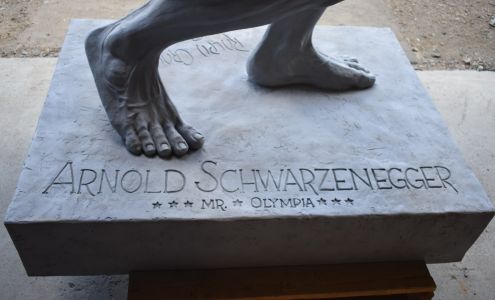 ARNOLD SCHWARZENEGGER
★★★ MR. ★ OLYMPIA ★★★